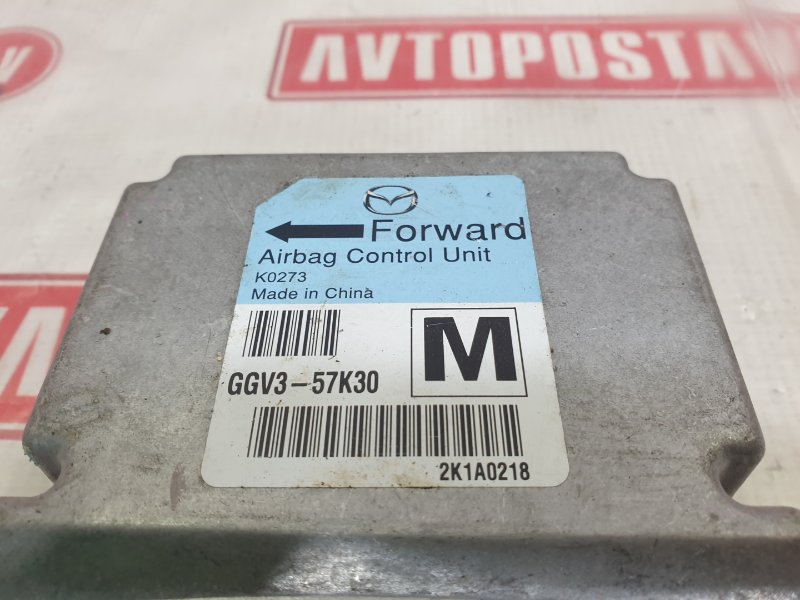 AVTOPOSTAV
Forward
Airbag Control Unit
K0273
Made in China
M
GGV3-57K30
2K1A0218